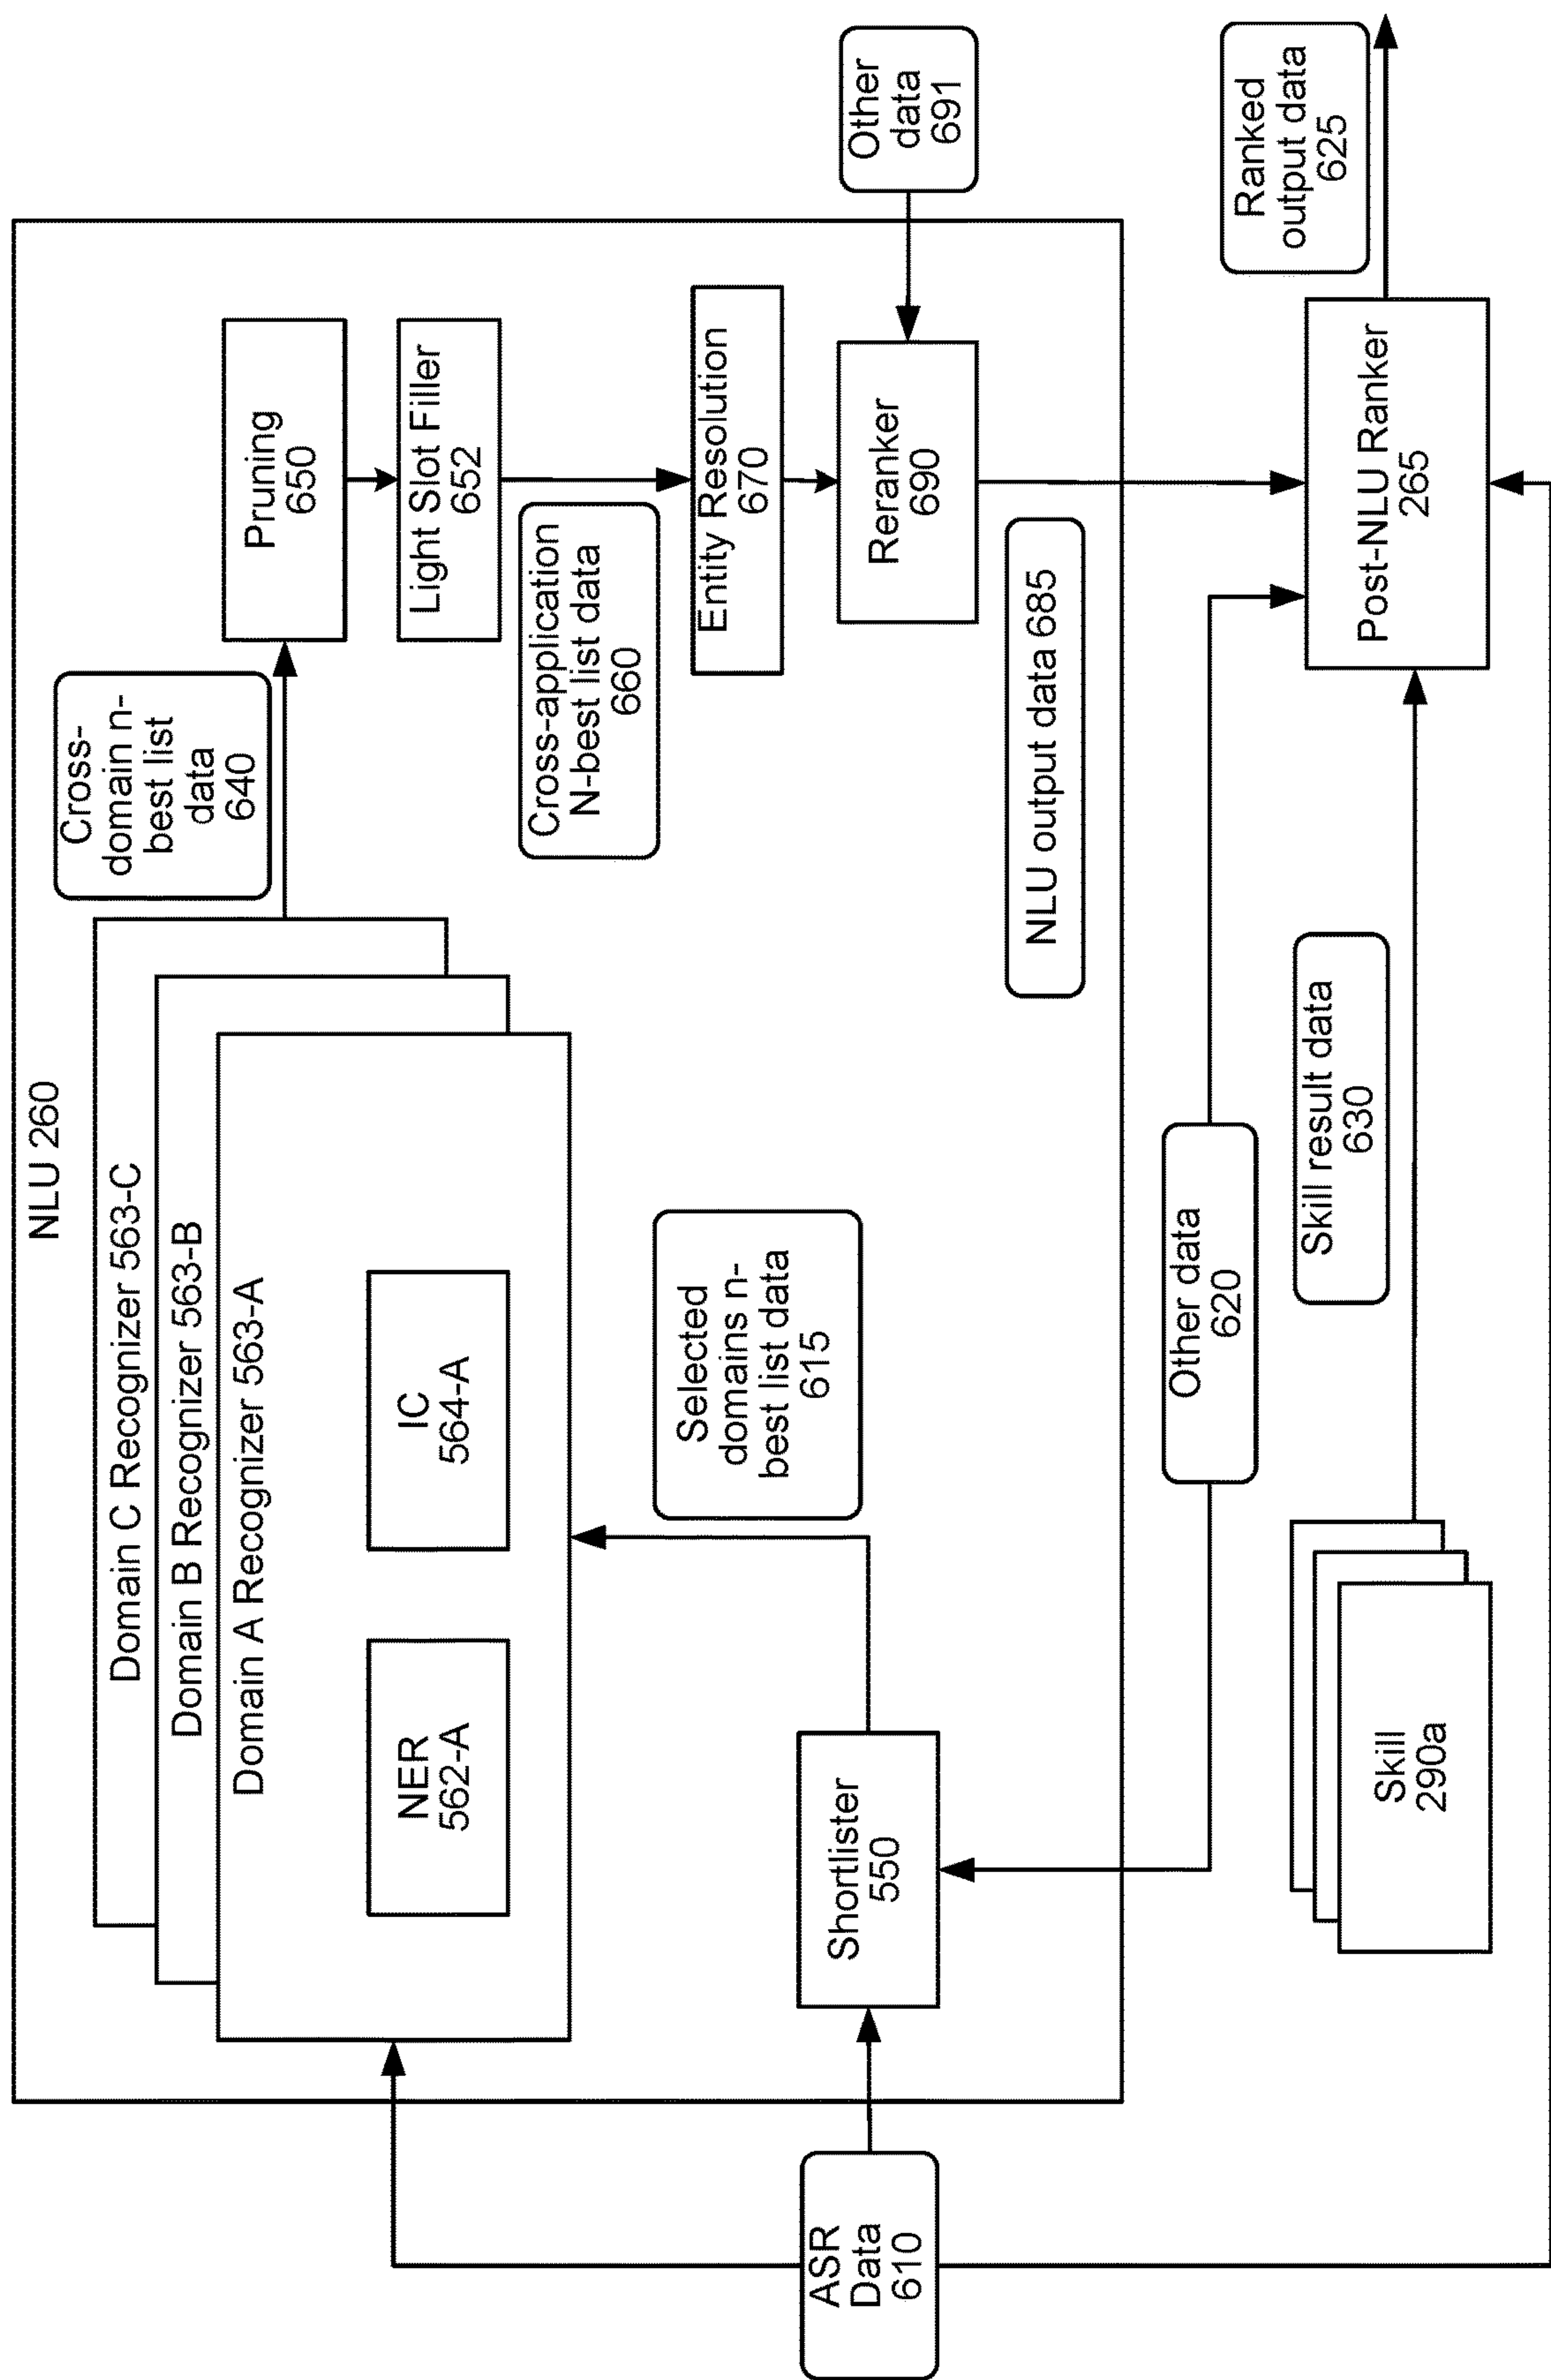 NLU 260
Domain C Recognizer 563-C
Domain B Recognizer 563-B
Domain A Recognizer 563-A
NER
562-A
IC
564-A
Cross-
domain n-
best list
data
640
Pruning
650
Light Slot Filler
652
Cross-application
N-best list data
660
Entity Resolution
670
Reranker
690
Other
data
691
Selected
domains n-
best list data
615
Shortlister
550
ASR
Data
610
NLU output data 685
Other data
620
Skill result data
630
Skill
290a
Post-NLU Ranker
265
Ranked
output data
625